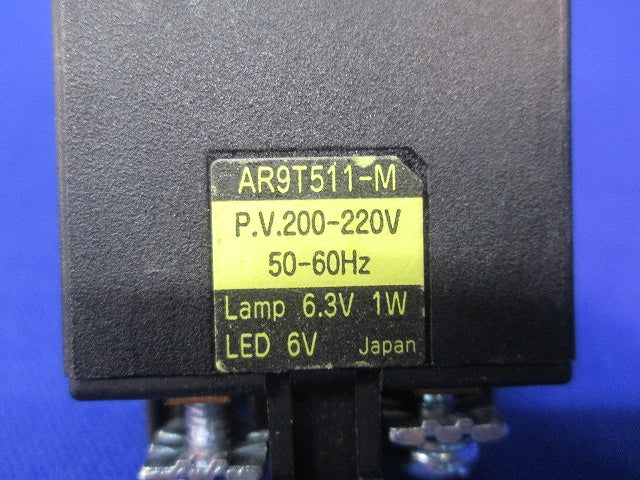 AR9T511-M
P.V.200-220V
50-60Hz
Lamp 6.3V 1W
LED 6V Japan